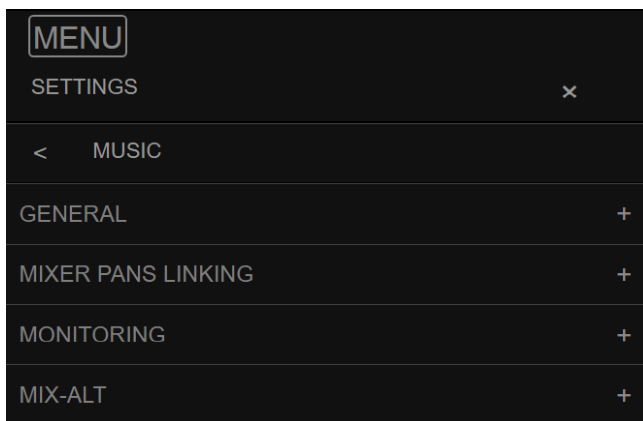 MENU
SETTINGS ×
< MUSIC
GENERAL +
MIXER PANS LINKING +
MONITORING +
MIX-ALT +